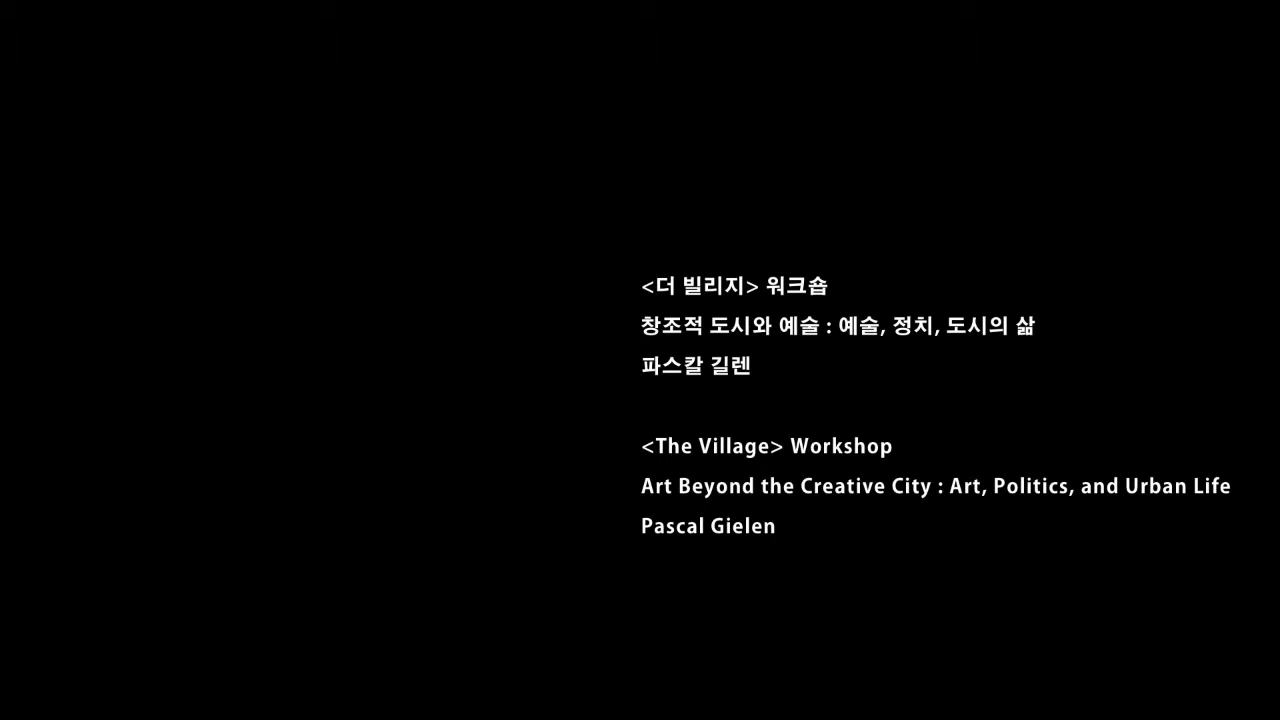 <더 빌리지> 워크숍
창조적 도시와 예술 : 예술, 정치, 도시의 삶
파스칼 길렌
<The Village> Workshop
Art Beyond the Creative City : Art, Politics, and Urban Life
Pascal Gielen